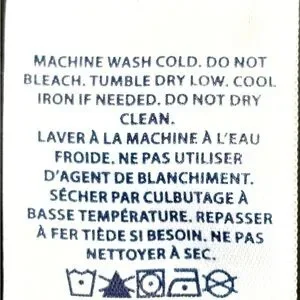 MACHINE WASH COLD. DO NOT
BLEACH. TUMBLE DRY LOW. COOL
IRON IF NEEDED. DO NOT DRY
CLEAN.
LAVER À LA MACHINE À L'EAU
FROIDE. NE PAS UTILISER
D'AGENT DE BLANCHIMENT.
SÉCHER PAR CULBUTAGE À
BASSE TEMPÉRATURE. REPASSER
À FER TIÈDE SI BESOIN. NE PAS
NETTOYER À SEC.